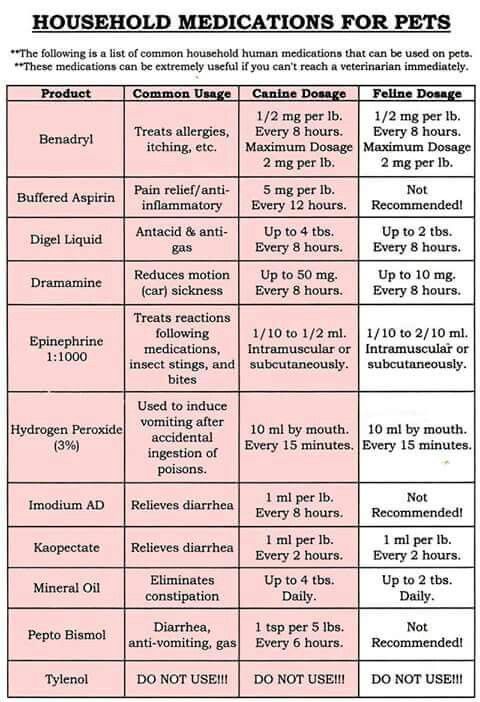 HOUSEHOLD MEDICATIONS FOR PETS
**The following is a list of common household human medications that can be used on pets.
**These medications can be extremely useful if you can't reach a veterinarian immediately.
Product Common Usage Canine Dosage Feline Dosage
Benadryl
Treats allergies,
itching, etc.
1/2 mg per lb.
Every 8 hours.
Maximum Dosage
2 mg per lb.
1/2 mg per lb.
Every 8 hours.
Maximum Dosage
2 mg per lb.
Buffered Aspirin
Pain relief/anti-
inflammatory
5 mg per lb.
Every 12 hours.
Not
Recommended!
Digel Liquid
Antacid & anti-
gas
Up to 4 tbs.
Every 8 hours.
Up to 2 tbs.
Every 8 hours.
Dramamine
Reduces motion
(car) sickness
Up to 50 mg.
Every 8 hours.
Up to 10 mg.
Every 8 hours.
Epinephrine
1:1000
Treats reactions
following
medications,
insect stings, and
bites
1/10 to 1/2 ml.
Intramuscular or
subcutaneously.
1/10 to 2/10 ml.
Intramuscular or
subcutaneously.
Hydrogen Peroxide
(3%)
Used to induce
vomiting after
accidental
ingestion of
poisons.
10 ml by mouth.
Every 15 minutes.
10 ml by mouth.
Every 15 minutes.
Imodium AD
Relieves diarrhea
1 ml per lb.
Every 8 hours.
Not
Recommended!
Kaopectate
Relieves diarrhea
1 ml per lb.
Every 2 hours.
1 ml per lb.
Every 2 hours.
Mineral Oil
Eliminates
constipation
Up to 4 tbs.
Daily.
Up to 2 tbs.
Daily.
Pepto Bismol
Diarrhea,
anti-vomiting, gas
1 tsp per 5 lbs.
Every 6 hours.
Not
Recommended!
Tylenol
DO NOT USE!!!
DO NOT USE!!!
DO NOT USE!!!